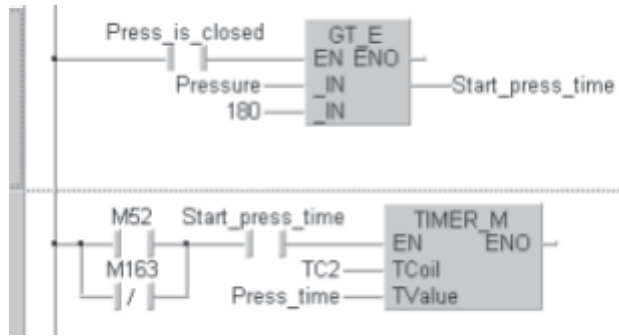 Press_is_closed
GT_E
EN ENO
Pressure _IN Start_press_time
180 _IN
M52 Start_press_time TIMER_M
EN ENO
M163
TC2 TCoil
/
Press_time TValue